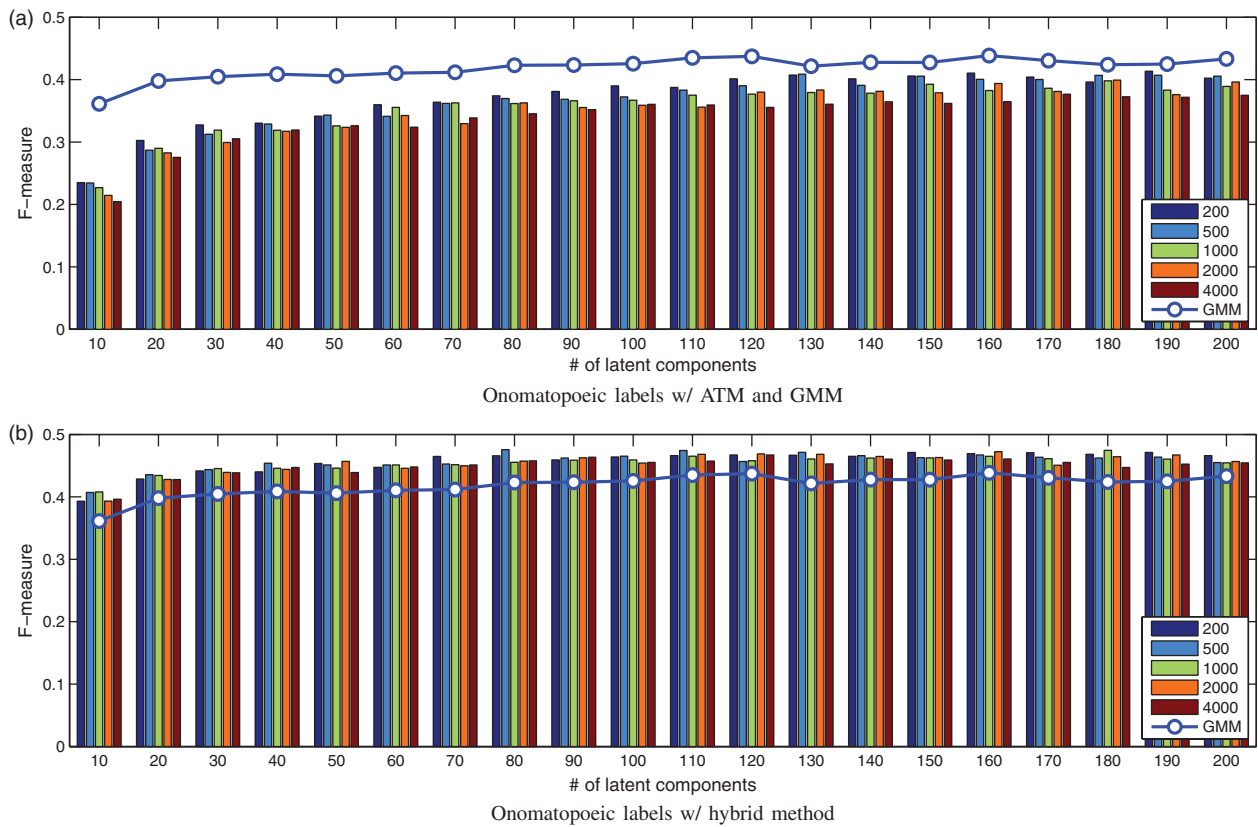 (a)
0.5
0.4
0.3
0.2
0.1
0
F–measure
10 20 30 40 50 60 70 80 90 100 110 120 130 140 150 160 170 180 190 200
# of latent components
200
500
1000
2000
4000
GMM
Onomatopoeic labels w/ ATM and GMM
(b)
0.5
0.4
0.3
0.2
0.1
0
F–measure
10 20 30 40 50 60 70 80 90 100 110 120 130 140 150 160 170 180 190 200
# of latent components
200
500
1000
2000
4000
GMM
Onomatopoeic labels w/ hybrid method